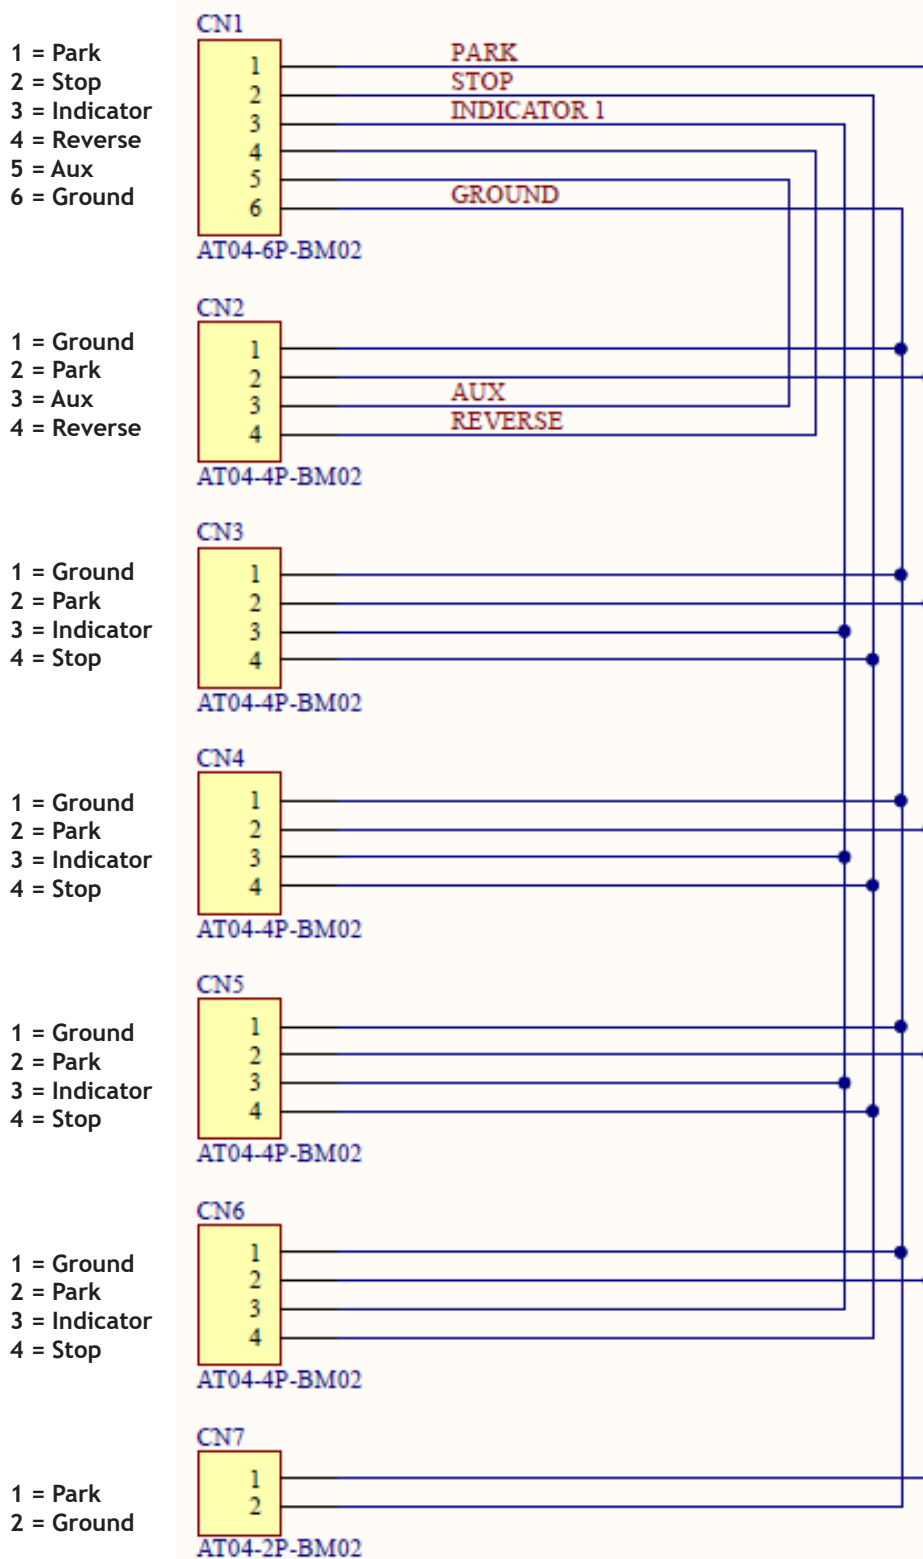 CN1
1 = Park
2 = Stop
3 = Indicator
4 = Reverse
5 = Aux
6 = Ground
1 PARK
2 STOP
3 INDICATOR 1
4
5
6 GROUND
AT04-6P-BM02
CN2
1 = Ground
2 = Park
3 = Aux
4 = Reverse
1
2
3 AUX
4 REVERSE
AT04-4P-BM02
CN3
1 = Ground
2 = Park
3 = Indicator
4 = Stop
1
2
3
4
AT04-4P-BM02
CN4
1 = Ground
2 = Park
3 = Indicator
4 = Stop
1
2
3
4
AT04-4P-BM02
CN5
1 = Ground
2 = Park
3 = Indicator
4 = Stop
1
2
3
4
AT04-4P-BM02
CN6
1 = Ground
2 = Park
3 = Indicator
4 = Stop
1
2
3
4
AT04-4P-BM02
CN7
1 = Park
2 = Ground
1
2
AT04-2P-BM02